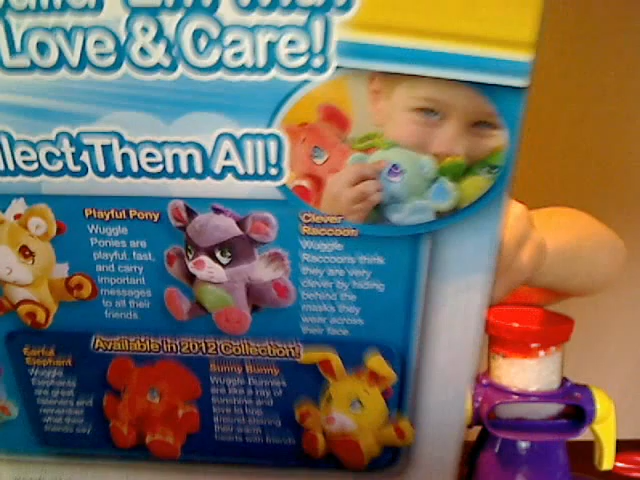 Love & Care!
llect Them All!
Playful Pony
Wuggle
Ponies are
playful, fast,
and carry
important
messages
to all their
friends
Clever
Raccoon
Wuggle
Raccoons think
they are very
clever by hiding
behind the
masks they
wear across
their face
Available in 2012 Collection!
Earful
Elephant
Wuggle
Elephants
are great
listeners and
remember
what their
friends say
Sunny Bunny
Wuggle Bunnies
are like a ray of
sunshine and
love to hop
around sharing
their warm
hearts with friends